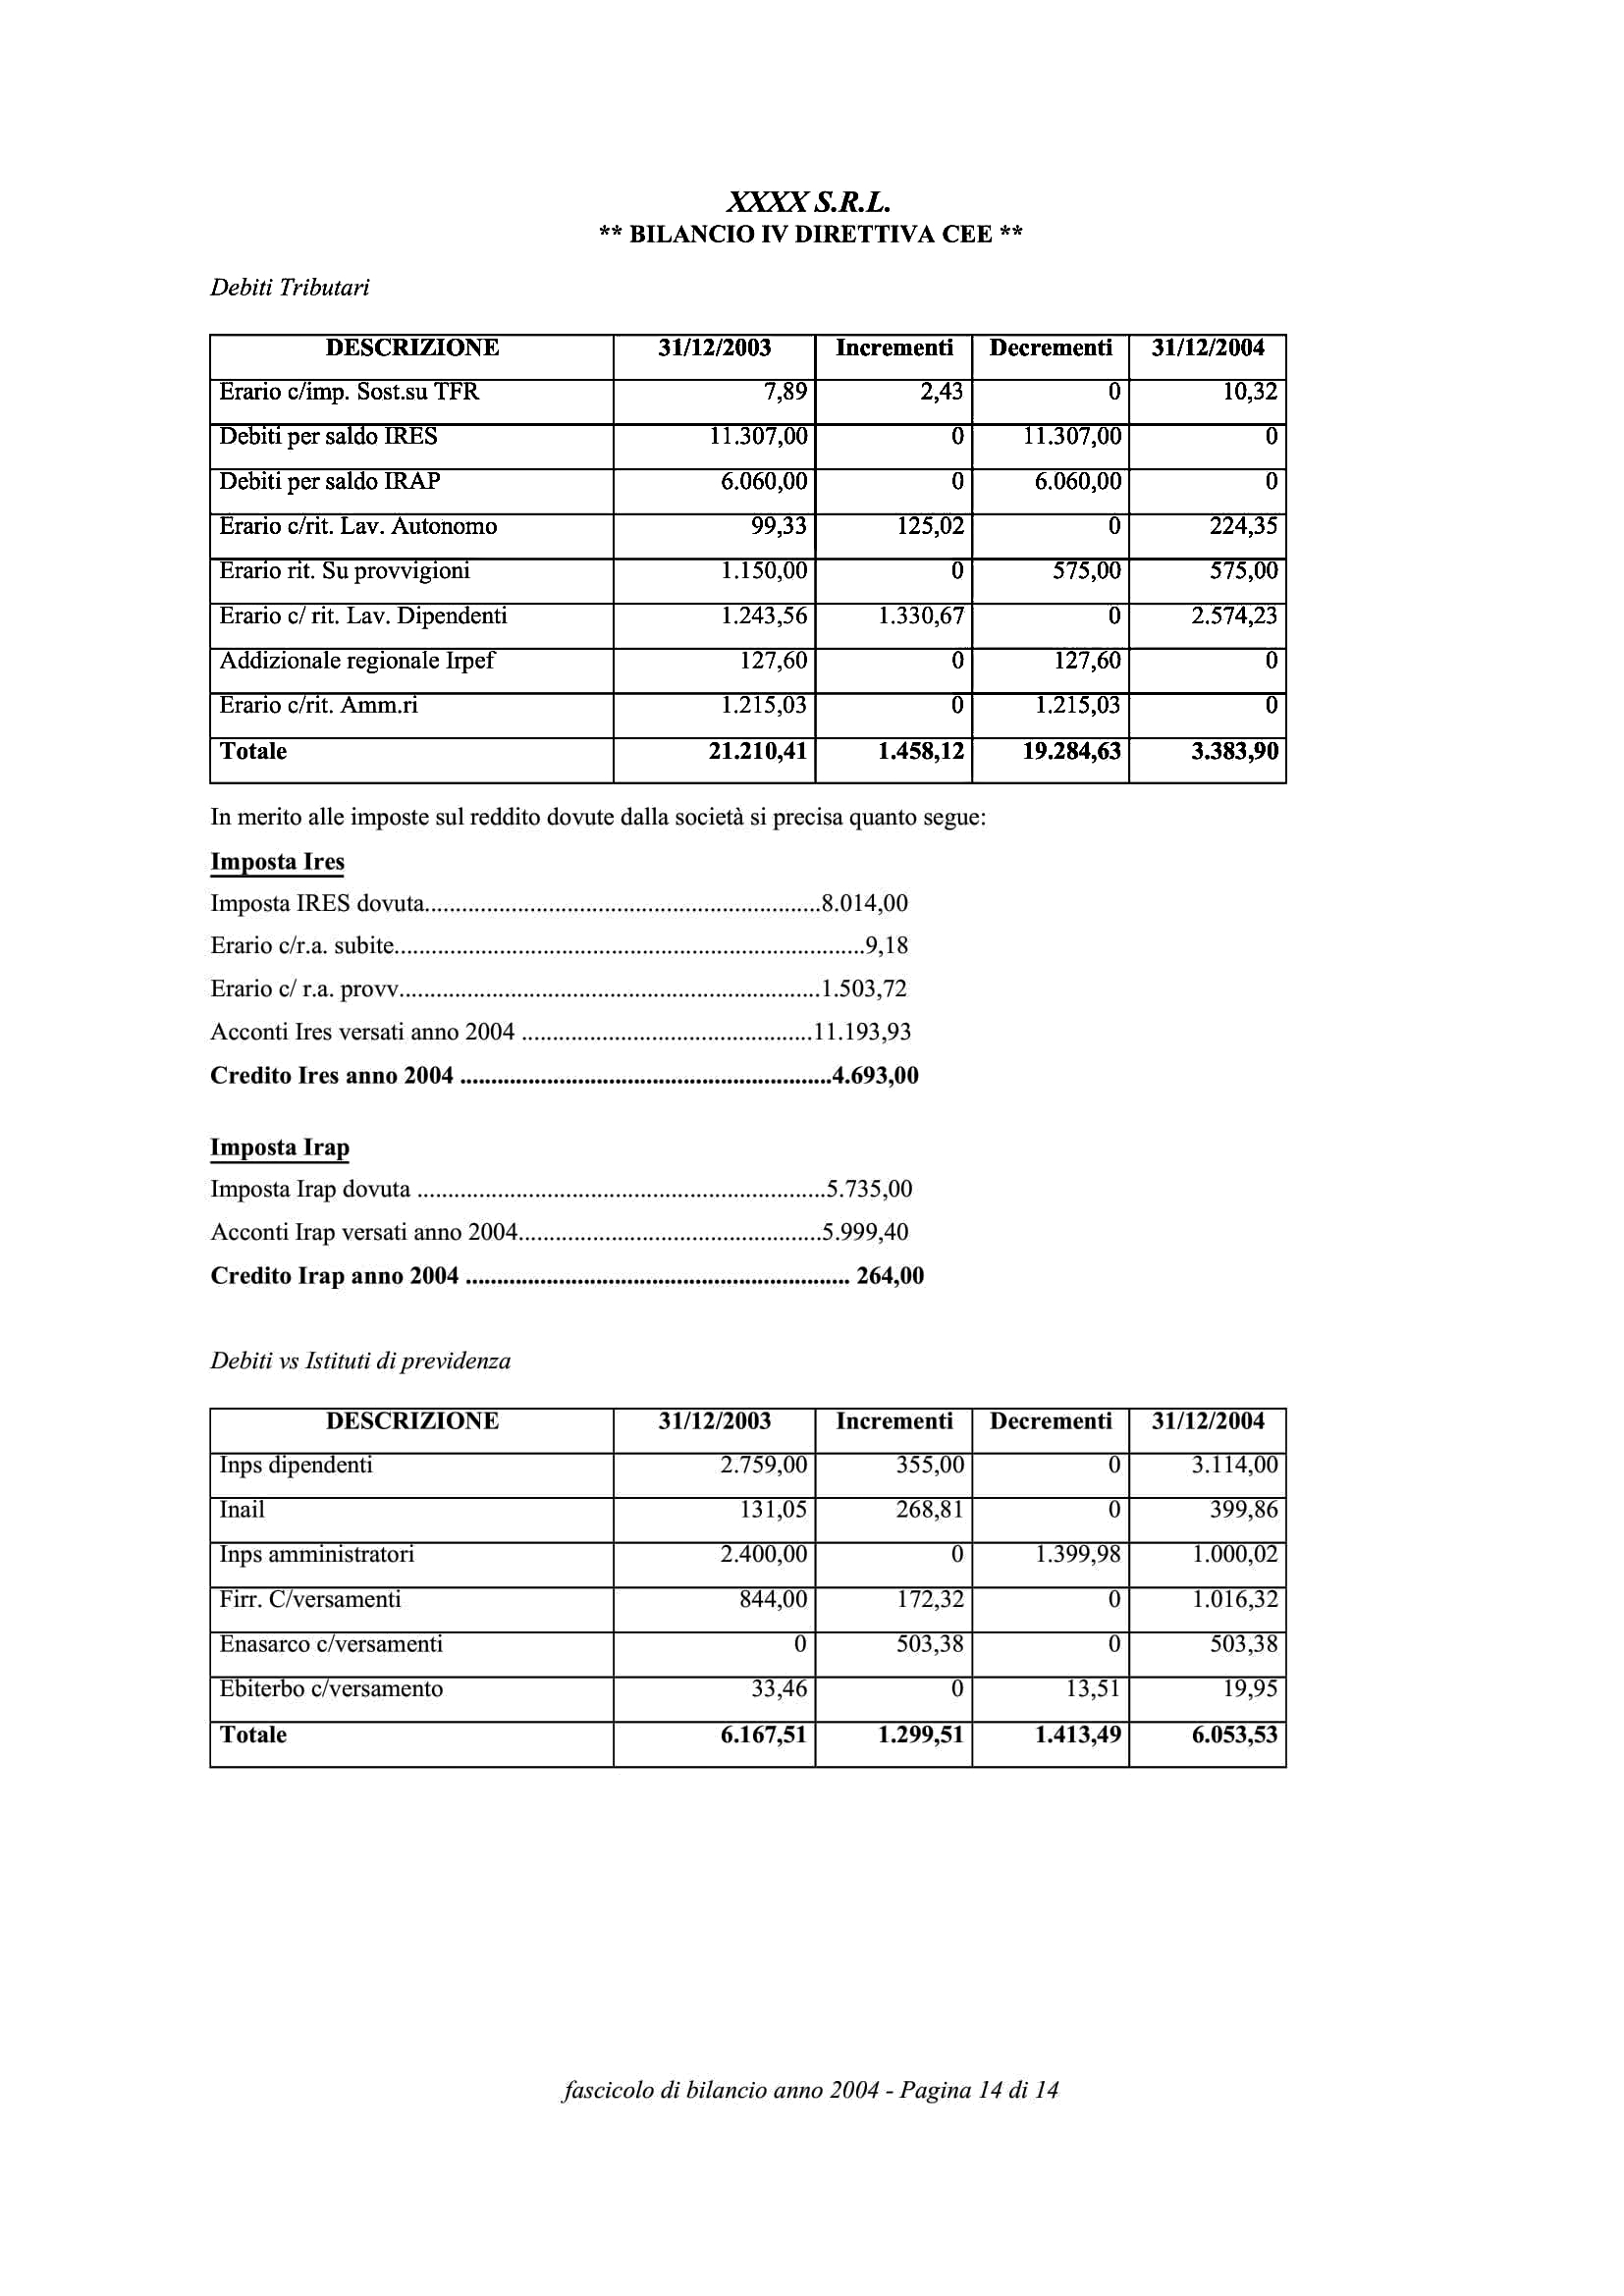 XXXX S.R.L.
** BILANCIO IV DIRETTIVA CEE **
Debiti Tributari
DESCRIZIONE 31/12/2003 Incrementi Decrementi 31/12/2004
Erario c/imp. Sost.su TFR 7,89 2,43 0 10,32
Debiti per saldo IRES 11.307,00 0 11.307,00 0
Debiti per saldo IRAP 6.060,00 0 6.060,00 0
Erario c/rit. Lav. Autonomo 99,33 125,02 0 224,35
Erario rit. Su provvigioni 1.150,00 0 575,00 575,00
Erario c/ rit. Lav. Dipendenti 1.243,56 1.330,67 0 2.574,23
Addizionale regionale Irpef 127,60 0 127,60 0
Erario c/rit. Amm.ri 1.215,03 0 1.215,03 0
Totale 21.210,41 1.458,12 19.284,63 3.383,90
In merito alle imposte sul reddito dovute dalla società si precisa quanto segue:
Imposta Ires
Imposta IRES dovuta................................................................8.014,00
Erario c/r.a. subite............................................................................9,18
Erario c/ r.a. provv....................................................................1.503,72
Acconti Ires versati anno 2004 ...............................................11.193,93
Credito Ires anno 2004 ............................................................4.693,00
Imposta Irap
Imposta Irap dovuta ..................................................................5.735,00
Acconti Irap versati anno 2004.................................................5.999,40
Credito Irap anno 2004 .............................................................. 264,00
Debiti vs Istituti di previdenza
DESCRIZIONE 31/12/2003 Incrementi Decrementi 31/12/2004
Inps dipendenti 2.759,00 355,00 0 3.114,00
Inail 131,05 268,81 0 399,86
Inps amministratori 2.400,00 0 1.399,98 1.000,02
Firr. C/versamenti 844,00 172,32 0 1.016,32
Enasarco c/versamenti 0 503,38 0 503,38
Ebiterbo c/versamento 33,46 0 13,51 19,95
Totale 6.167,51 1.299,51 1.413,49 6.053,53
fascicolo di bilancio anno 2004 - Pagina 14 di 14